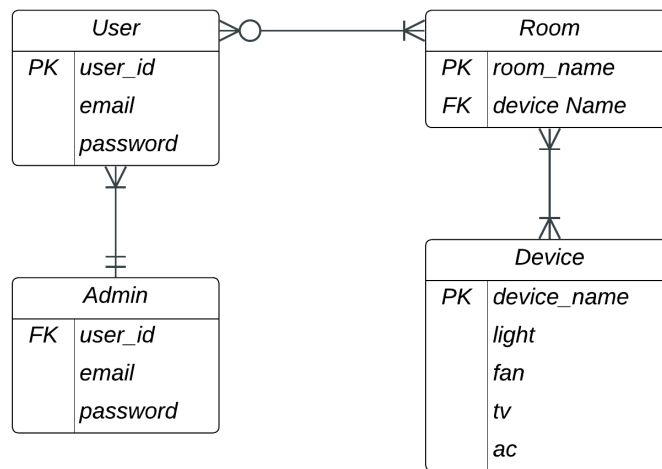 User
PK user_id
email
password
Room
PK room_name
FK device Name
Admin
FK user_id
email
password
Device
PK device_name
light
fan
tv
ac